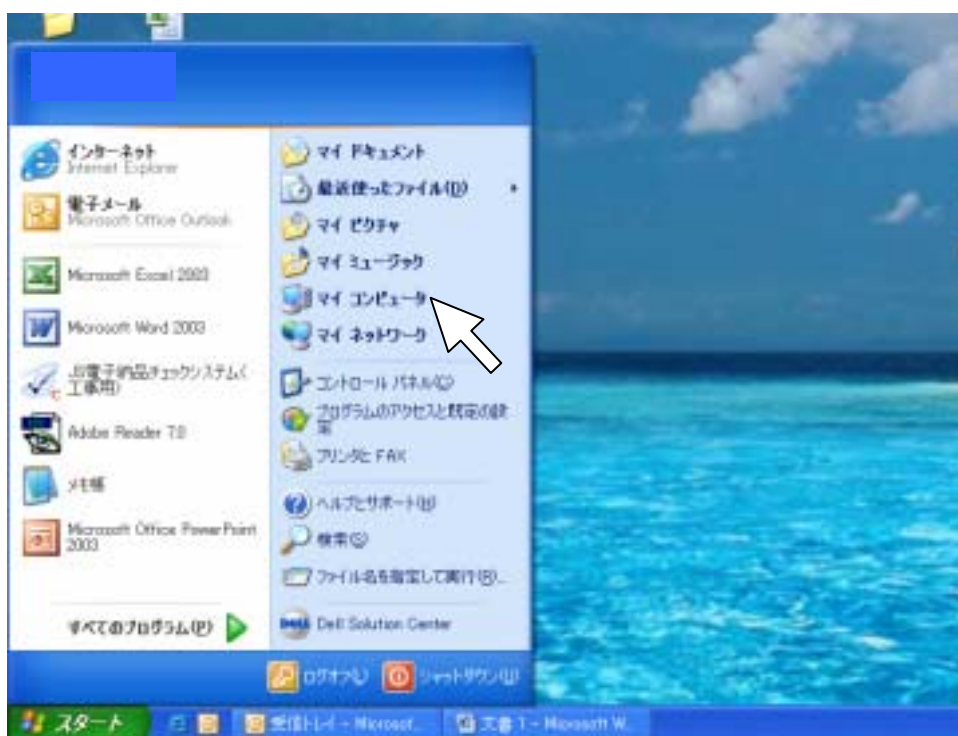 インターネット
Internet Explorer
電子メール
Microsoft Office Outlook
Microsoft Excel 2003
Microsoft Word 2003
JS電子納品チェックシステム(
工事用)
Adobe Reader 7.0
メモ帳
Microsoft Office PowerPoint
2003
すべてのプログラム(P)
マイ ドキュメント
最近使ったファイル(D)
マイ ピクチャ
マイ ミュージック
マイ コンピュータ
マイ ネットワーク
コントロール パネル(C)
プログラムのアクセスと既定の設
定
プリンタと FAX
ヘルプとサポート(H)
検索(S)
ファイル名を指定して実行(R)...
DELL
Dell Solution Center
ログオフ(L)
シャットダウン(U)
スタート
受信トレイ - Microsof...
文書 1 - Microsoft W...